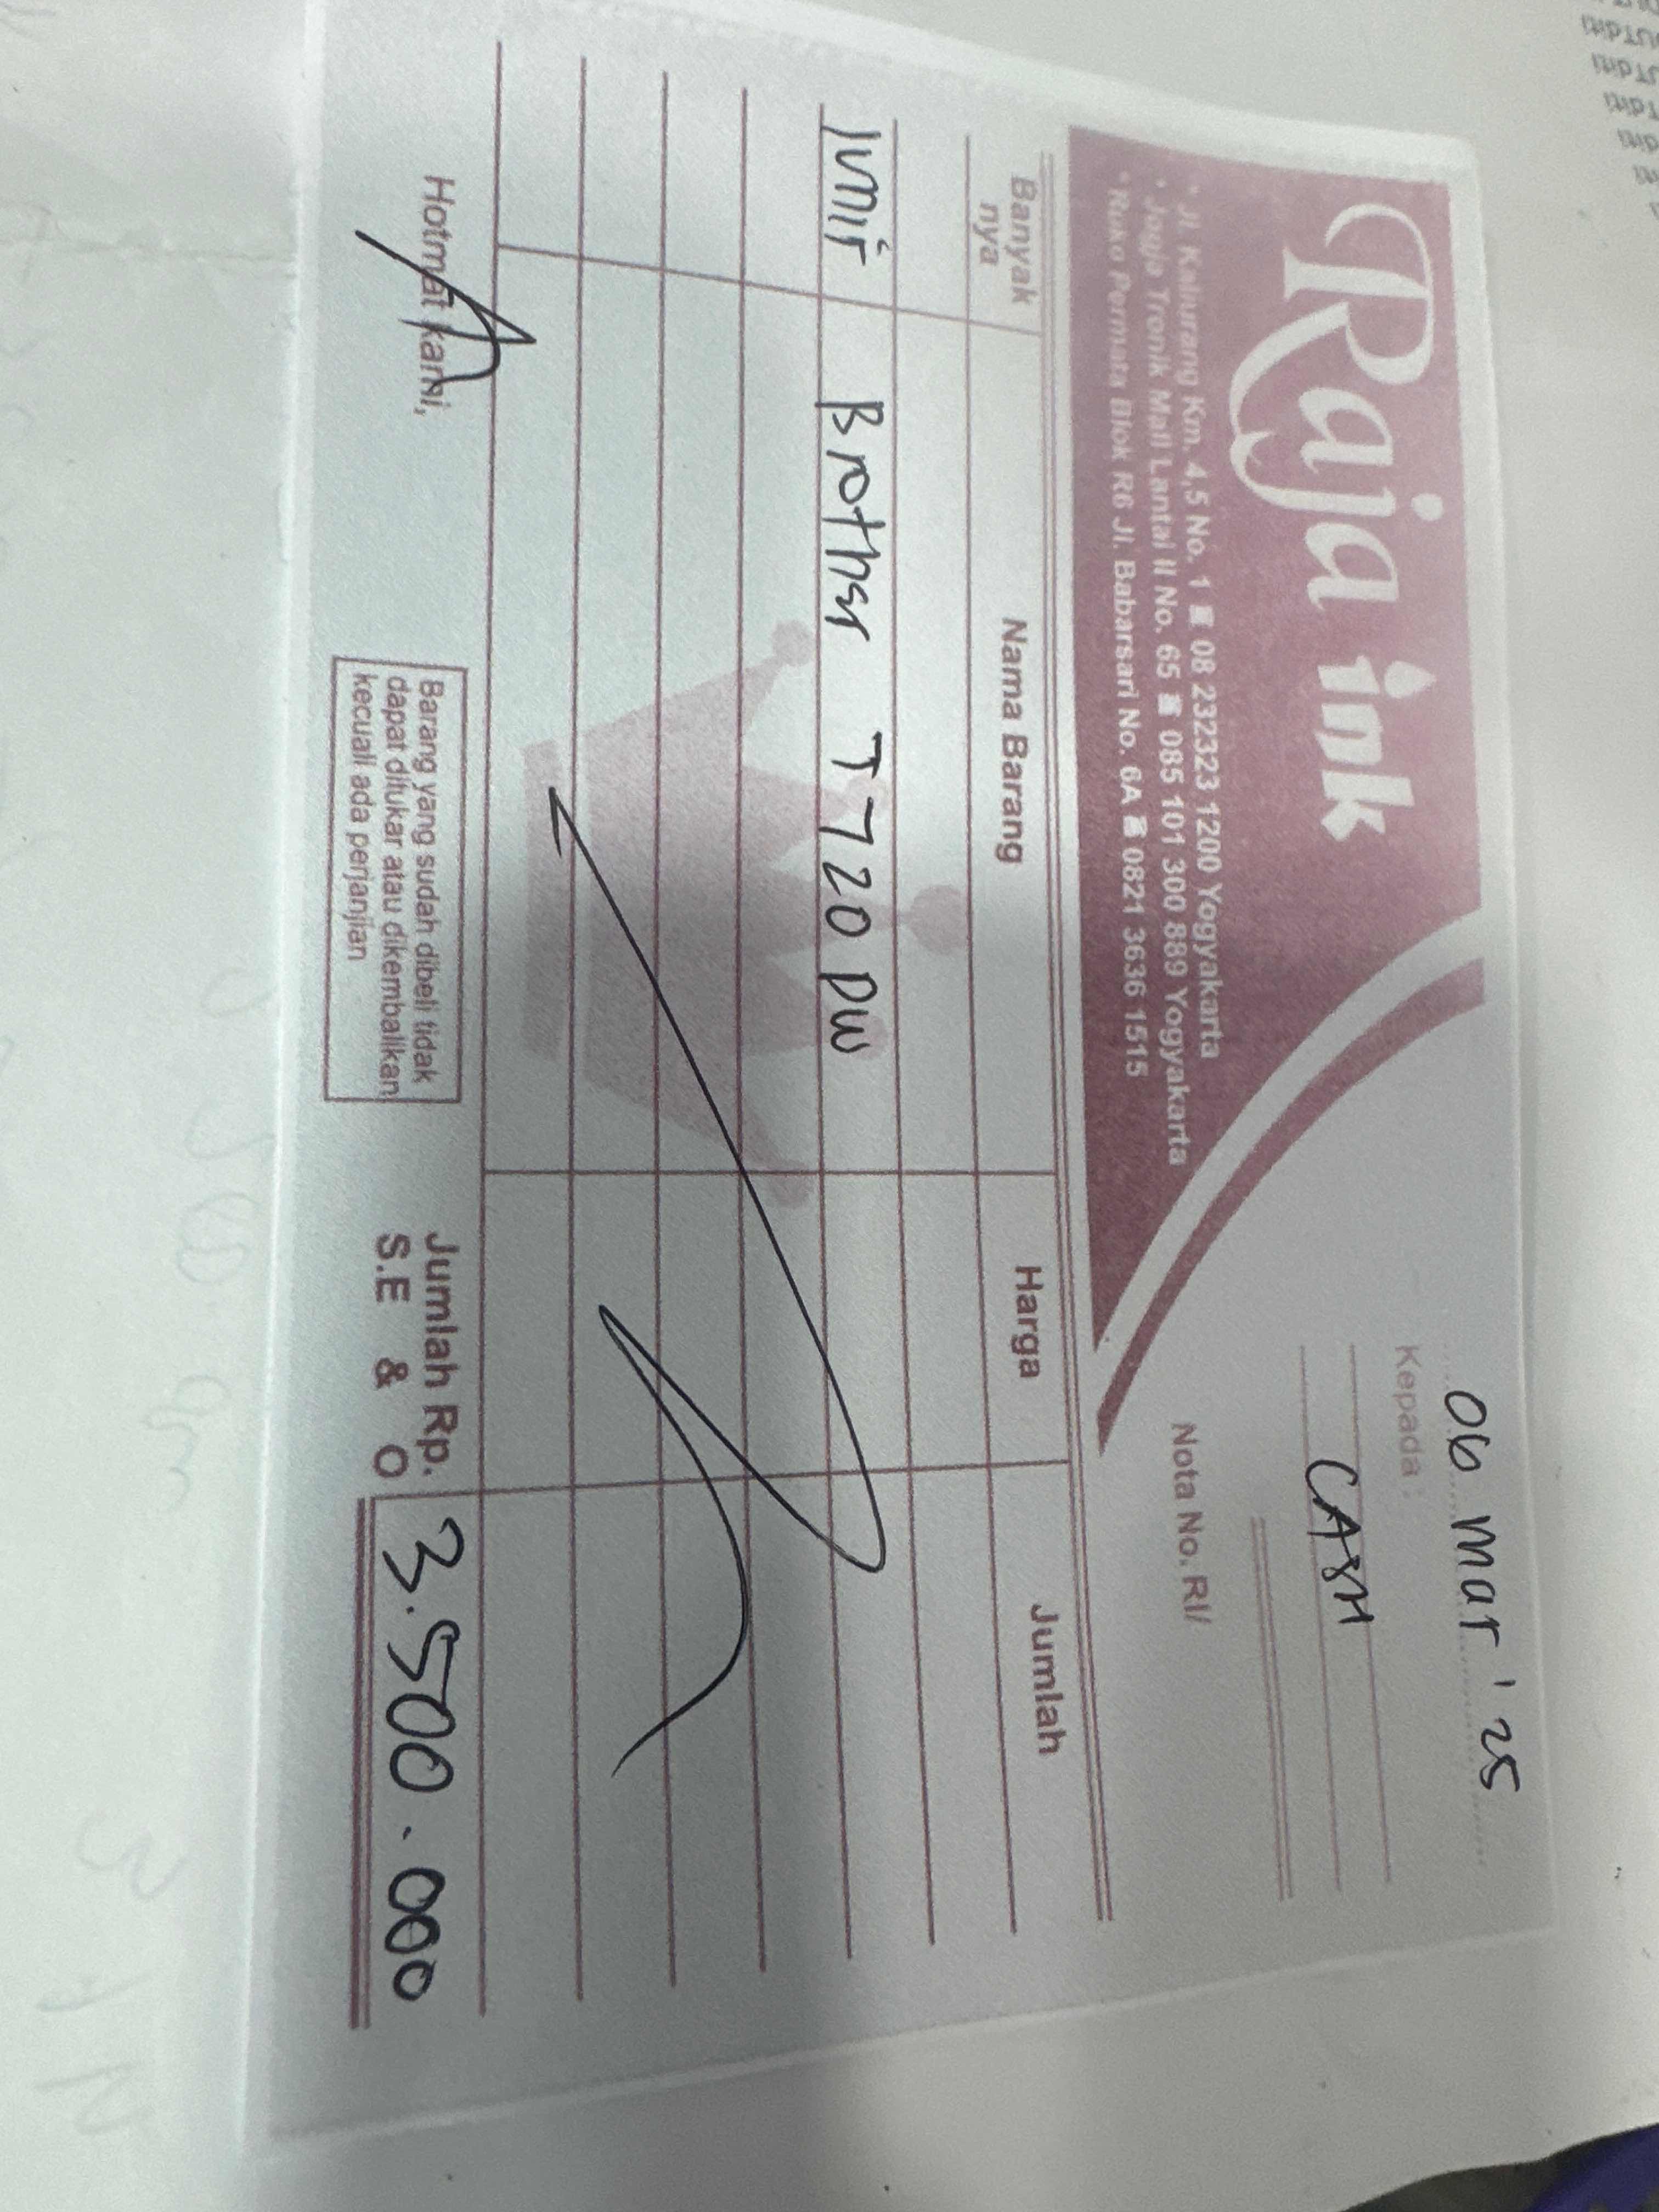 Raja ink
* Jl. Kaliurang Km. 4,5 No. 1 ☎ 08 232323 1200 Yogyakarta
* Jogja Tronik Mall Lantai II No. 65 ☎ 085 101 300 889 Yogyakarta
* Ruko Permata Blok R6 Jl. Babarsari No. 6A ☎ 0821 3636 1515
06 Mar '25
Kepada :
CASH
Nota No. RI/
Banyak nya Nama Barang Harga Jumlah
1unit Brother T720 DW
Hormat kami,
Barang yang sudah dibeli tidak
dapat ditukar atau dikembalikan
kecuali ada perjanjian
Jumlah Rp. 3.500.000
S.E & O